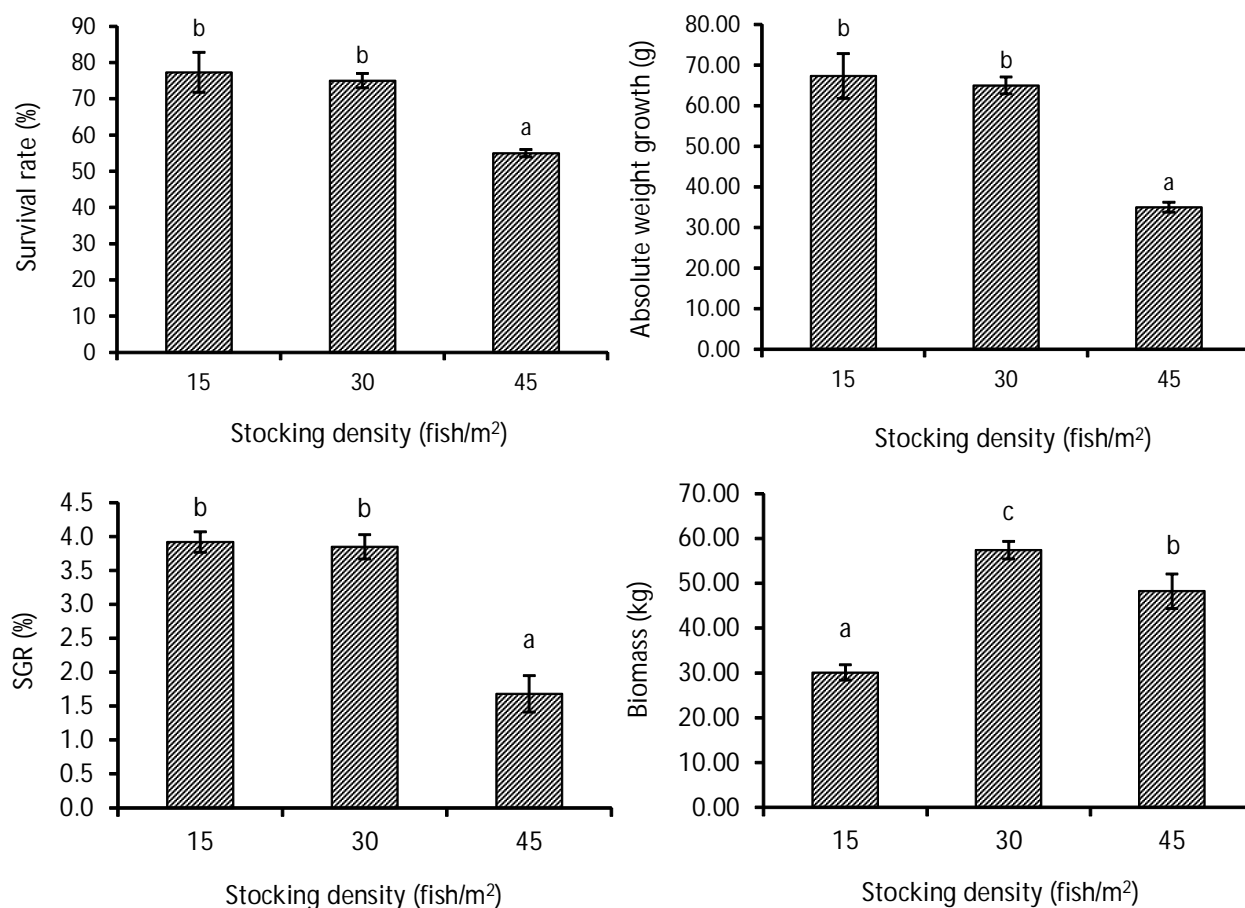 Survival rate (%)
90
80
70
60
50
40
30
20
10
0
b
b
a
15
30
45
Stocking density (fish/m²)
Absolute weight growth (g)
80.00
70.00
60.00
50.00
40.00
30.00
20.00
10.00
0.00
b
b
a
15
30
45
Stocking density (fish/m²)
SGR (%)
4.5
4.0
3.5
3.0
2.5
2.0
1.5
1.0
0.5
0.0
b
b
a
15
30
45
Stocking density (fish/m²)
Biomass (kg)
70.00
60.00
50.00
40.00
30.00
20.00
10.00
0.00
a
c
b
15
30
45
Stocking density (fish/m²)